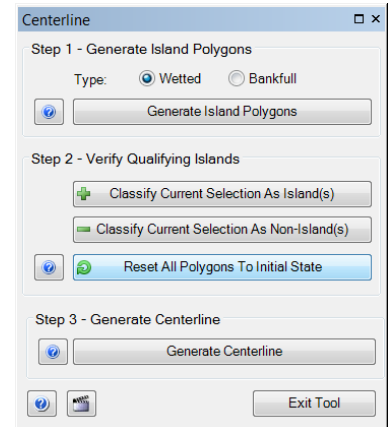 Centerline
Step 1 - Generate Island Polygons
Type: Wetted Bankfull
Generate Island Polygons
Step 2 - Verify Qualifying Islands
Classify Current Selection As Island(s)
Classify Current Selection As Non-Island(s)
Reset All Polygons To Initial State
Step 3 - Generate Centerline
Generate Centerline
Exit Tool